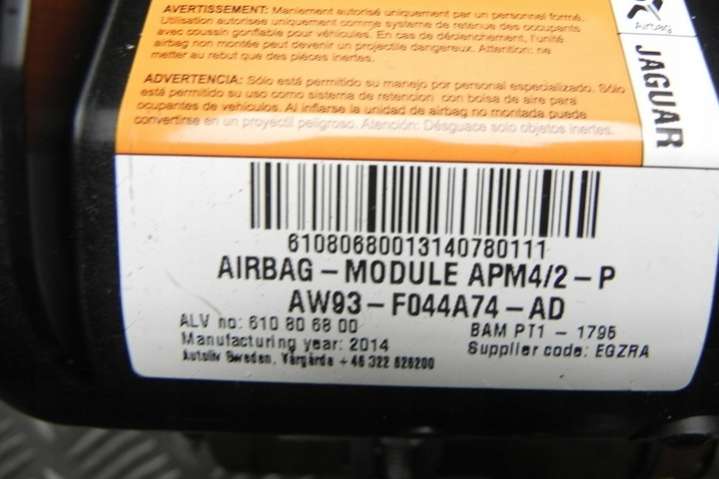 AVERTISSEMENT: Maniement autorisé uniquement par un personnel formé.
Utilisation autorisée uniquement comme système de retenue des occupants
avec coussin gonflable pour véhicules. En cas de déclenchement, l'unité
airbag non montée peut devenir un projectile dangereux. Attention: ne
metter au rebut que des pièces inertes.
ADVERTENCIA: Sólo está permitido su manejo por personal especializado. Sólo
está permitido su uso como sistema de retención con bolsa de aire para
ocupantes de vehículos. Al inflarse la unidad de airbag no montada puede
convertirse en un proyectil peligroso. Atención: Désguace solo objetos inertes.
Airbag
JAGUAR
61080680013140780111
AIRBAG-MODULE APM4/2-P
AW93-F044A74-AD
ALV no: 610 80 68 00
BAM PT1 - 1795
Manufacturing year: 2014
Supplier code: EGZRA
Autoliv Sweden, Vårgårda +46 322 626200